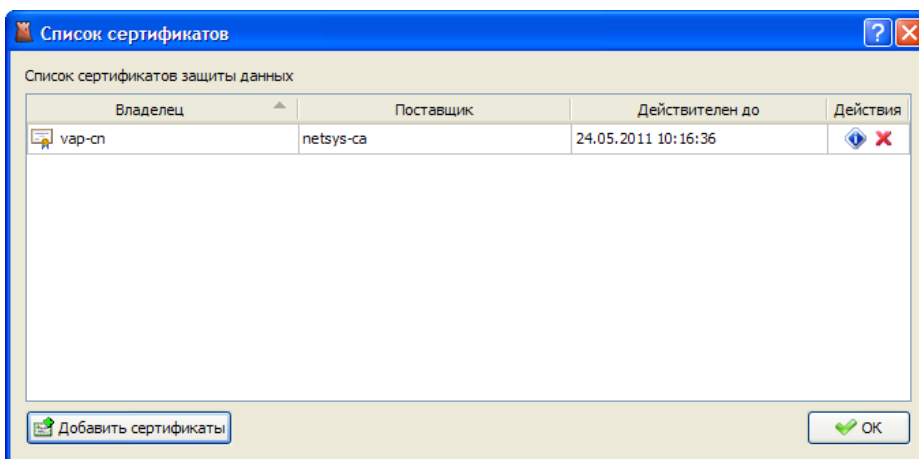 Список сертификатов
Список сертификатов защиты данных
Владелец Поставщик Действителен до Действия
vap-cn netsys-ca 24.05.2011 10:16:36
Добавить сертификаты OK